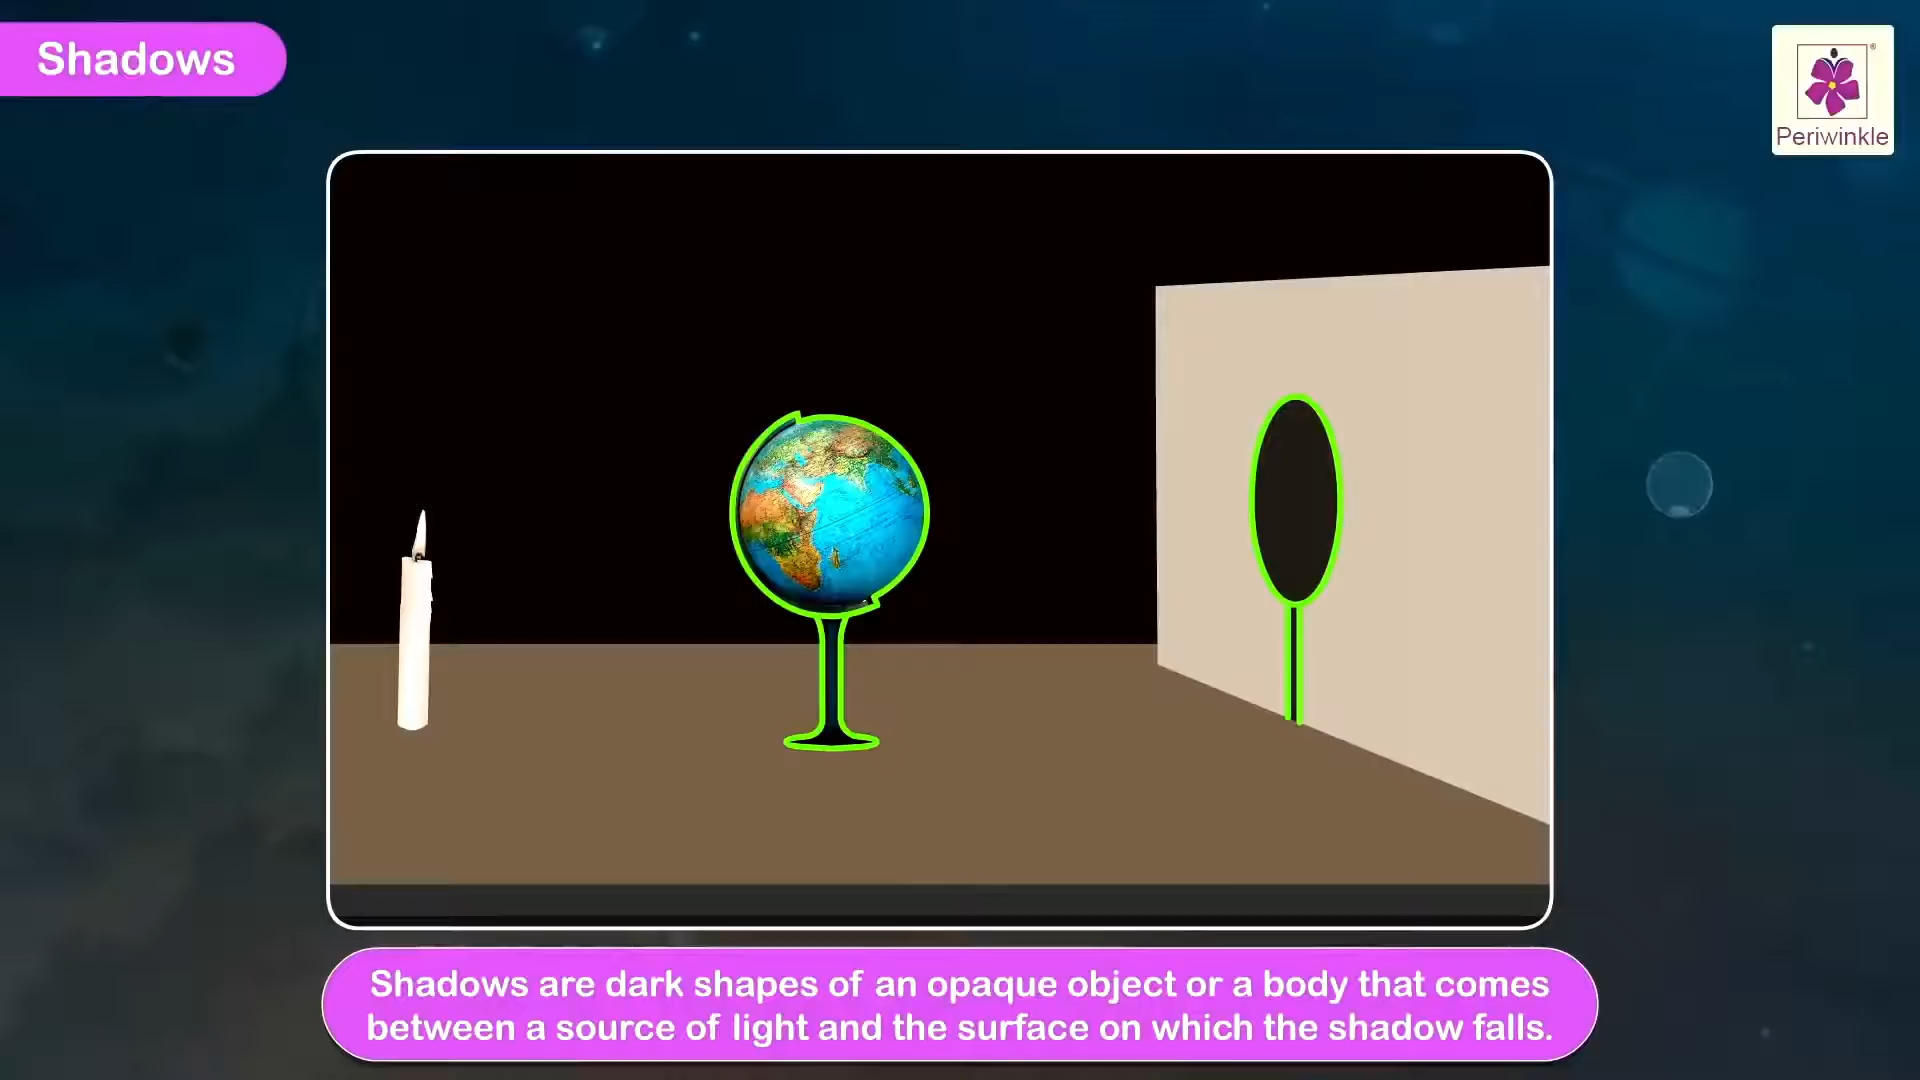 Shadows
®
Periwinkle
Shadows are dark shapes of an opaque object or a body that comes
between a source of light and the surface on which the shadow falls.